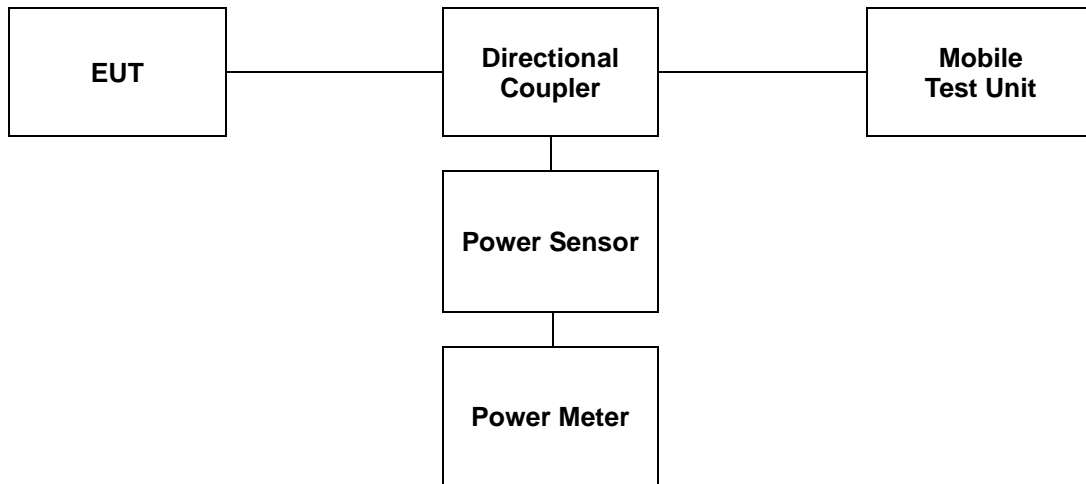 EUT
Directional
Coupler
Mobile
Test Unit
Power Sensor
Power Meter